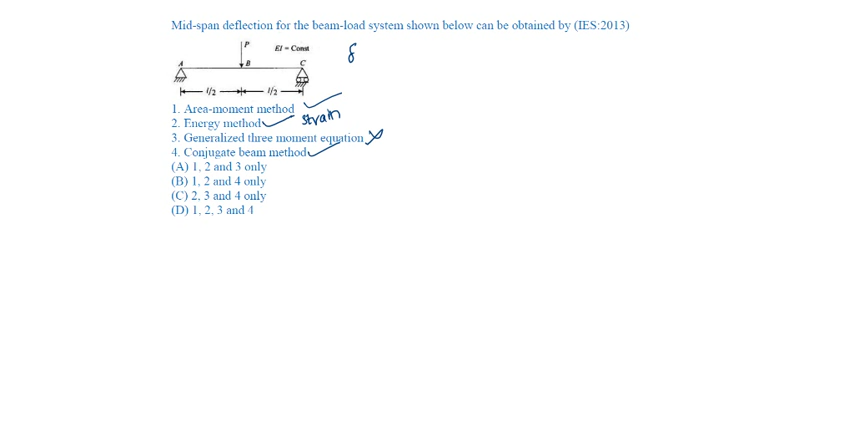 Mid-span deflection for the beam-load system shown below can be obtained by (IES:2013)
P EI = Const
A B C
l/2 l/2
1. Area-moment method
2. Energy method strain
3. Generalized three moment equation
4. Conjugate beam method
(A) 1, 2 and 3 only
(B) 1, 2 and 4 only
(C) 2, 3 and 4 only
(D) 1, 2, 3 and 4